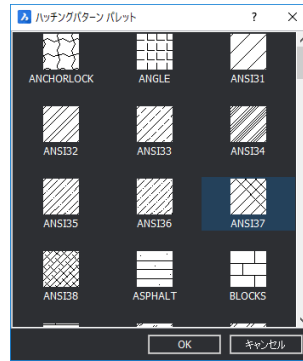 ハッチングパターン パレット
ANCHORLOCK ANGLE ANSI31
ANSI32 ANSI33 ANSI34
ANSI35 ANSI36 ANSI37
ANSI38 ASPHALT BLOCKS
OK キャンセル